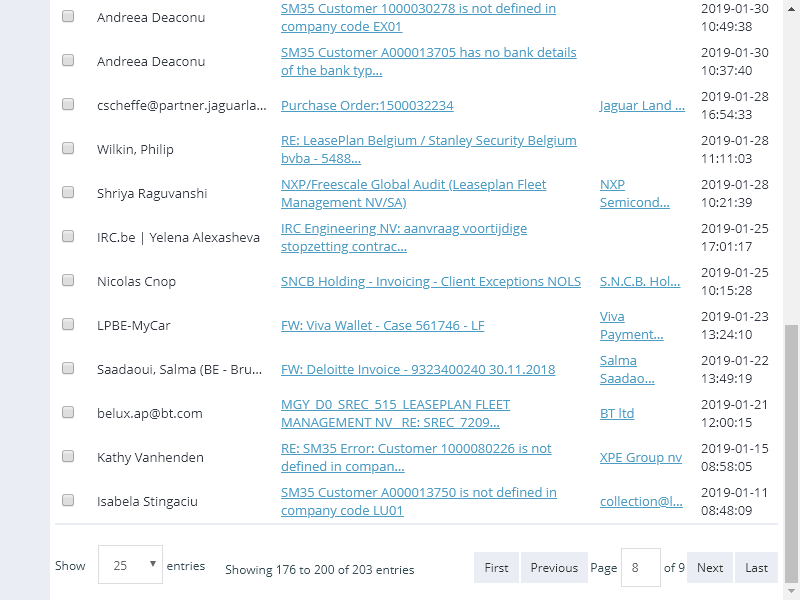 Andreea Deaconu
SM35 Customer 1000030278 is not defined in
company code EX01
2019-01-30
10:49:38
Andreea Deaconu
SM35 Customer A000013705 has no bank details
of the bank typ...
2019-01-30
10:37:40
cscheffe@partner.jaguarla...
Purchase Order:1500032234
Jaguar Land ...
2019-01-28
16:54:33
Wilkin, Philip
RE: LeasePlan Belgium / Stanley Security Belgium
bvba - 5488...
2019-01-28
11:11:03
Shriya Raguvanshi
NXP/Freescale Global Audit (Leaseplan Fleet
Management NV/SA)
NXP
Semicond...
2019-01-28
10:21:39
IRC.be | Yelena Alexasheva
IRC Engineering NV: aanvraag voortijdige
stopzetting contrac...
2019-01-25
17:01:17
Nicolas Cnop
SNCB Holding - Invoicing - Client Exceptions NOLS
S.N.C.B. Hol...
2019-01-25
10:15:28
LPBE-MyCar
FW: Viva Wallet - Case 561746 - LF
Viva
Payment...
2019-01-23
13:24:10
Saadaoui, Salma (BE - Bru...
FW: Deloitte Invoice - 9323400240 30.11.2018
Salma
Saadao...
2019-01-22
13:49:19
belux.ap@bt.com
MGY_D0_SREC_515_LEASEPLAN FLEET
MANAGEMENT NV_ RE: SREC_7209...
BT ltd
2019-01-21
12:00:15
Kathy Vanhenden
RE: SM35 Error: Customer 1000080226 is not
defined in compan...
XPE Group nv
2019-01-15
08:58:05
Isabela Stingaciu
SM35 Customer A000013750 is not defined in
company code LU01
collection@l...
2019-01-11
08:48:09
Show 25 entries Showing 176 to 200 of 203 entries First Previous Page 8 of 9 Next Last